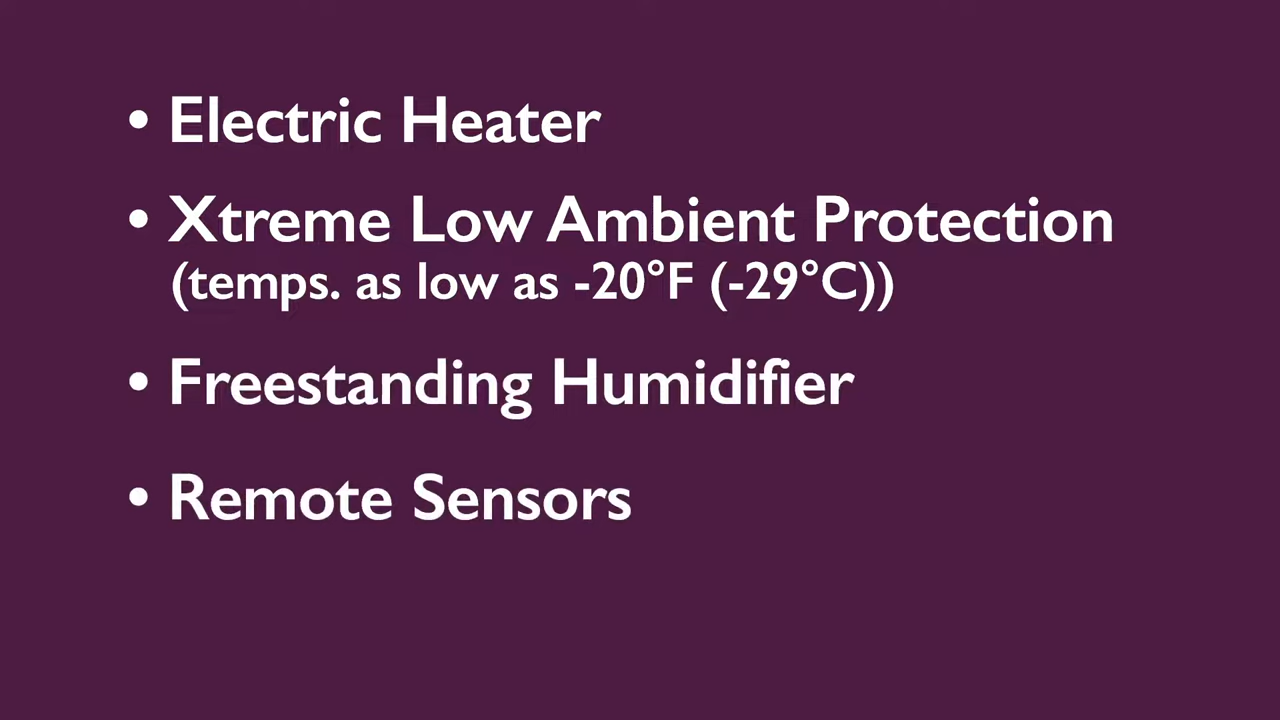 • Electric Heater
• Xtreme Low Ambient Protection
(temps. as low as -20°F (-29°C))
• Freestanding Humidifier
• Remote Sensors